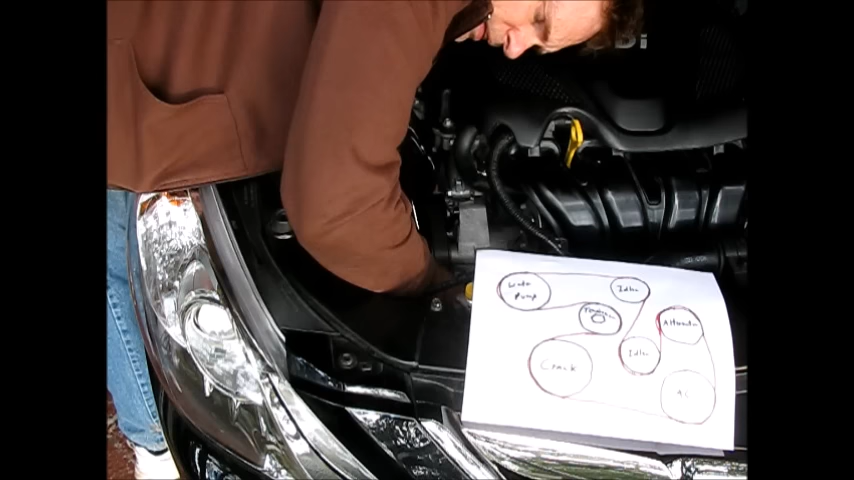 Water
Pump
Idler
Tensioner
Alternator
Idler
Crank
AC